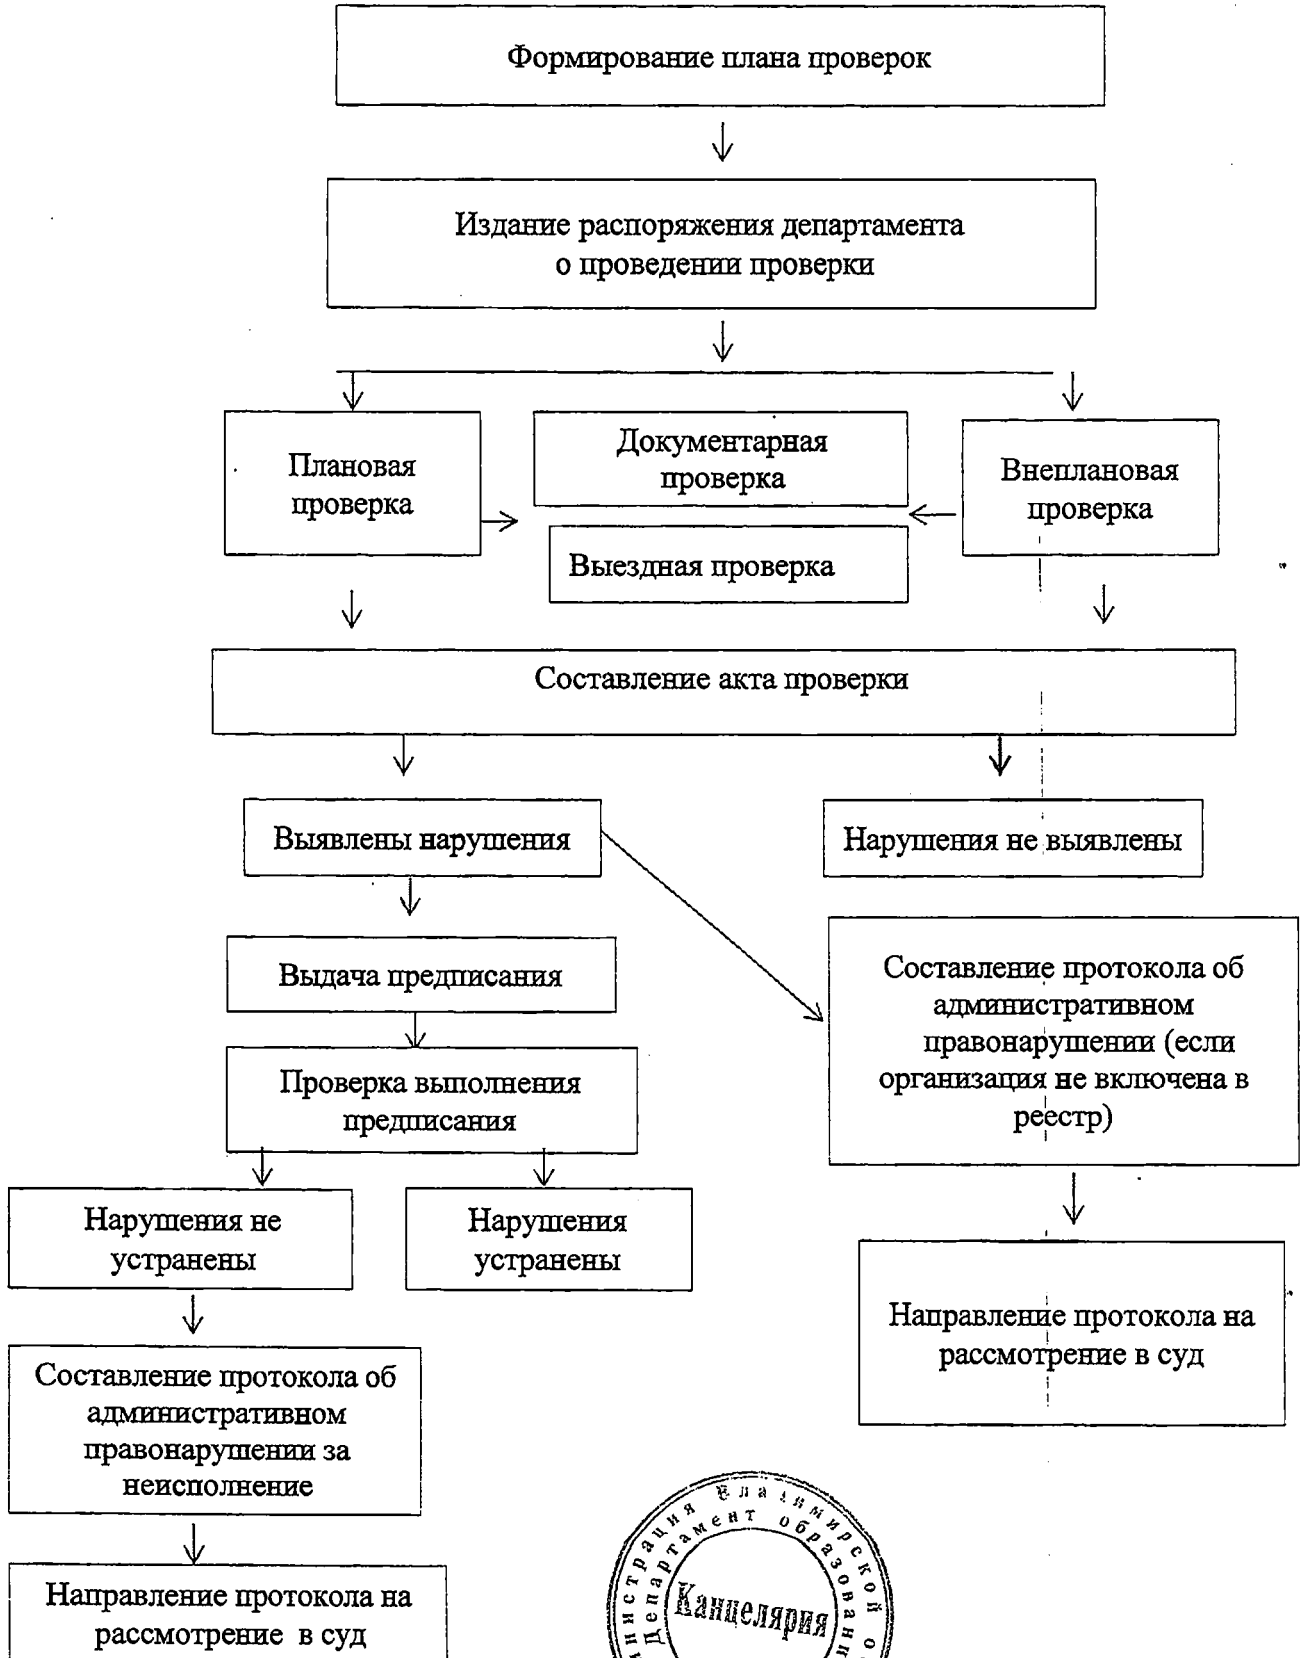 Формирование плана проверок
Издание распоряжения департамента
о проведении проверки
Плановая
проверка
Документарная
проверка
Выездная проверка
Внеплановая
проверка
Составление акта проверки
Выявлены нарушения
Нарушения не выявлены
Выдача предписания
Составление протокола об
административном
правонарушении (если
организация не включена в
реестр)
Проверка выполнения
предписания
Нарушения не
устранены
Нарушения
устранены
Направление протокола на
рассмотрение в суд
Составление протокола об
административном
правонарушении за
неисполнение
Направление протокола на
рассмотрение в суд
Владимирской
Департамент
Канцелярия